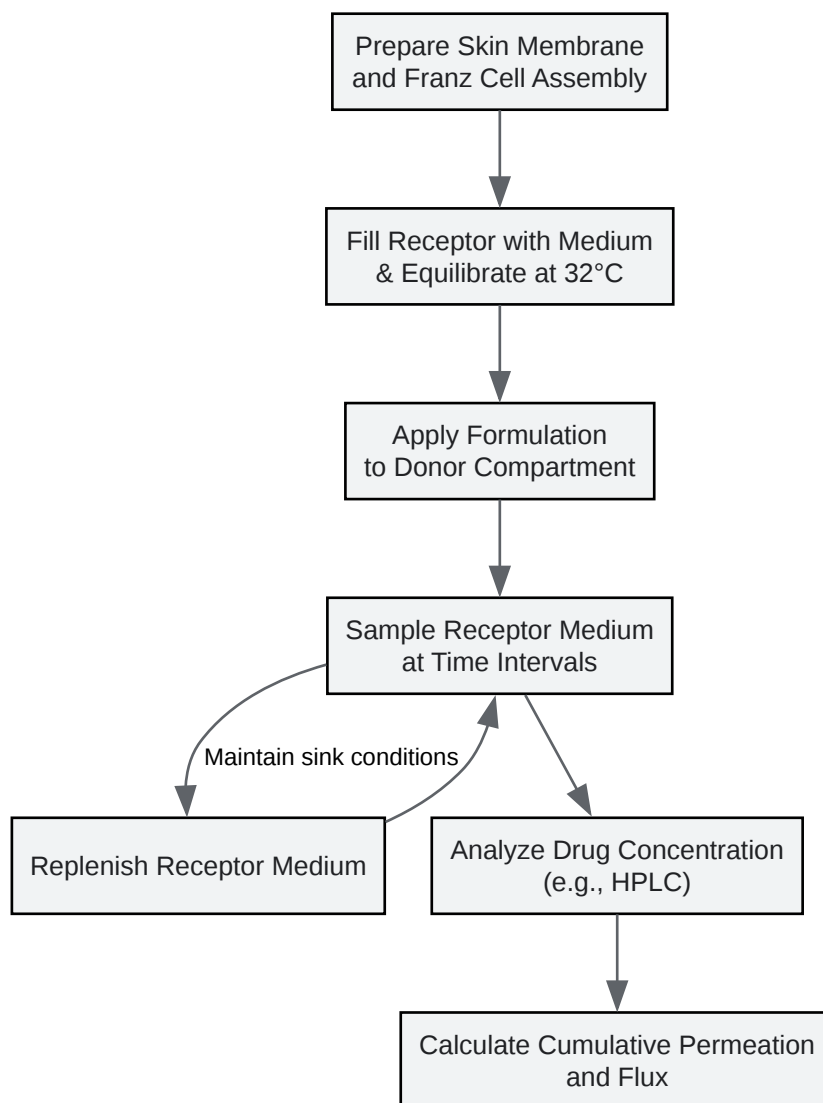 Prepare Skin Membrane
and Franz Cell Assembly
Fill Receptor with Medium
& Equilibrate at 32°C
Apply Formulation
to Donor Compartment
Sample Receptor Medium
at Time Intervals
Maintain sink conditions
Replenish Receptor Medium
Analyze Drug Concentration
(e.g., HPLC)
Calculate Cumulative Permeation
and Flux